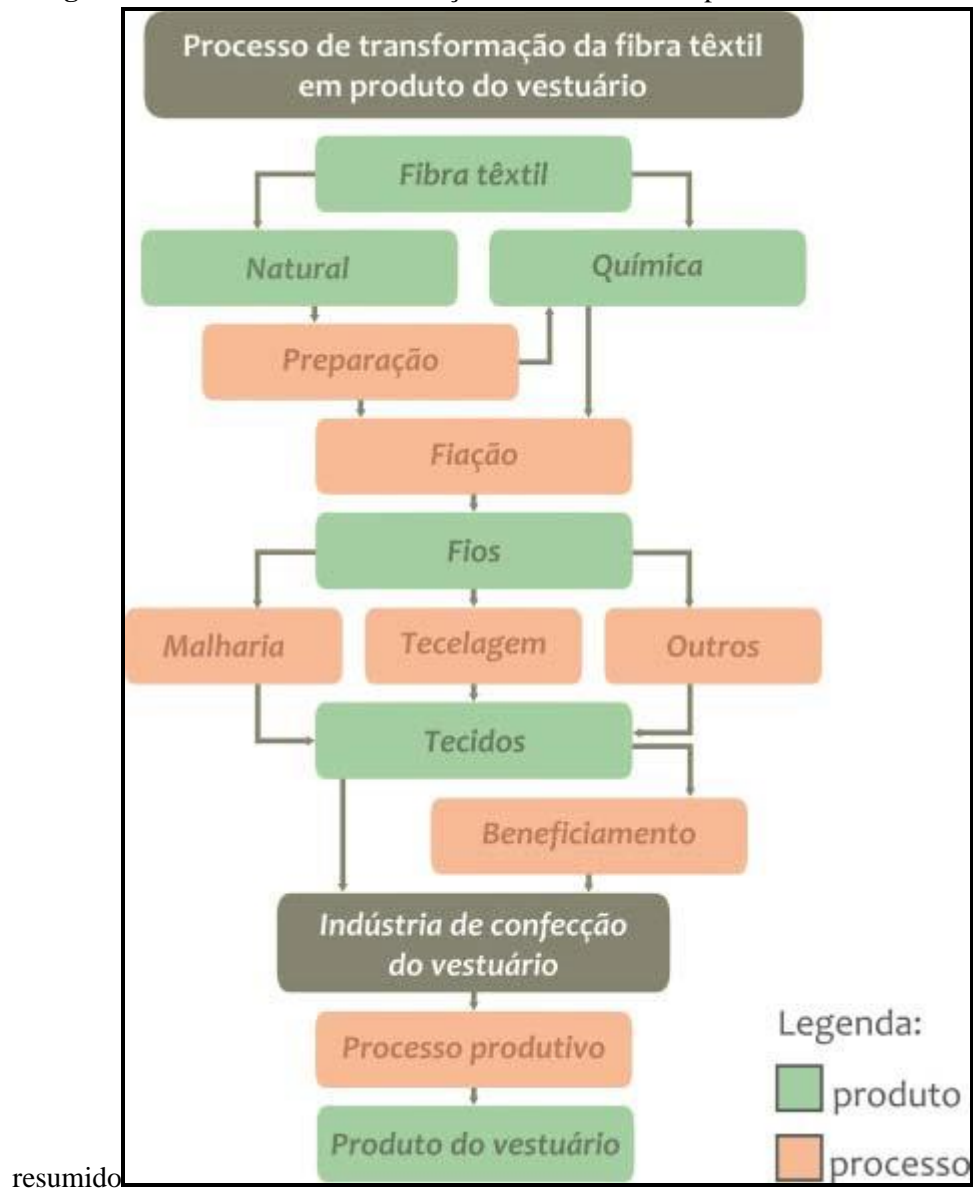 Processo de transformação da fibra têxtil
em produto do vestuário
Fibra têxtil
Natural
Química
Preparação
Fiação
Fios
Malharia
Tecelagem
Outros
Tecidos
Beneficiamento
Indústria de confecção
do vestuário
Processo produtivo
Produto do vestuário
Legenda:
produto
processo
resumido